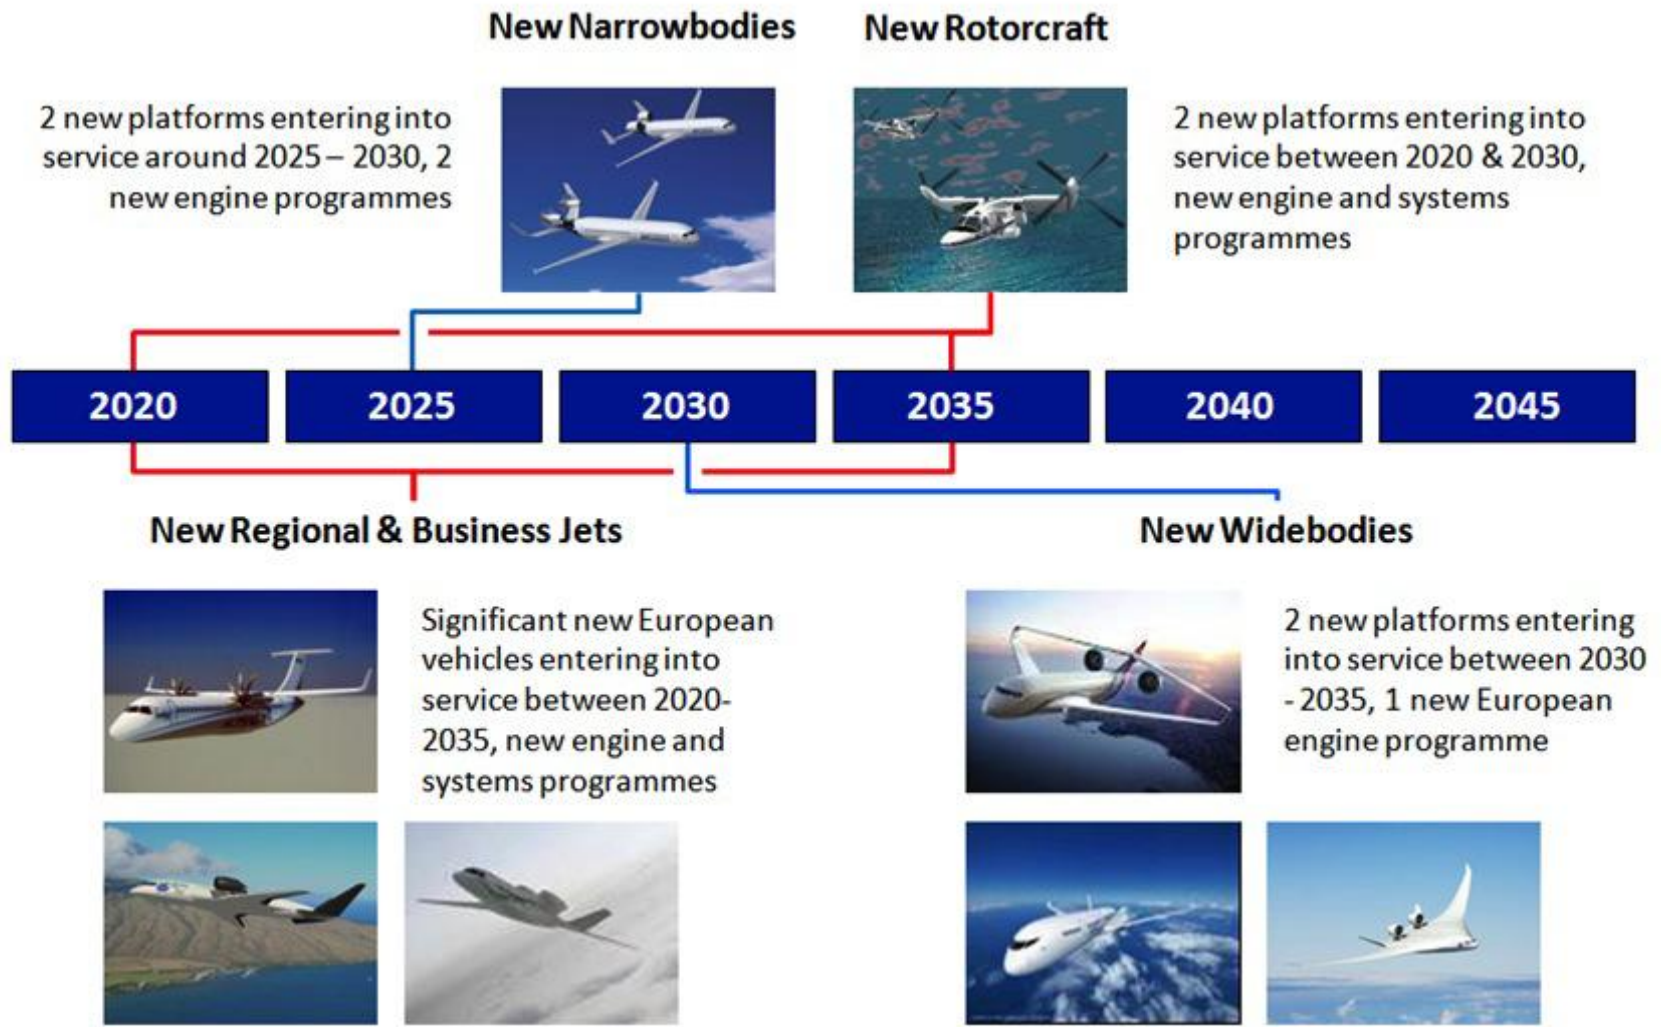 New Narrowbodies
New Rotorcraft
2 new platforms entering into
service around 2025 – 2030, 2
new engine programmes
2 new platforms entering into
service between 2020 & 2030,
new engine and systems
programmes
2020
2025
2030
2035
2040
2045
New Regional & Business Jets
New Widebodies
Significant new European
vehicles entering into
service between 2020-
2035, new engine and
systems programmes
2 new platforms entering
into service between 2030
- 2035, 1 new European
engine programme